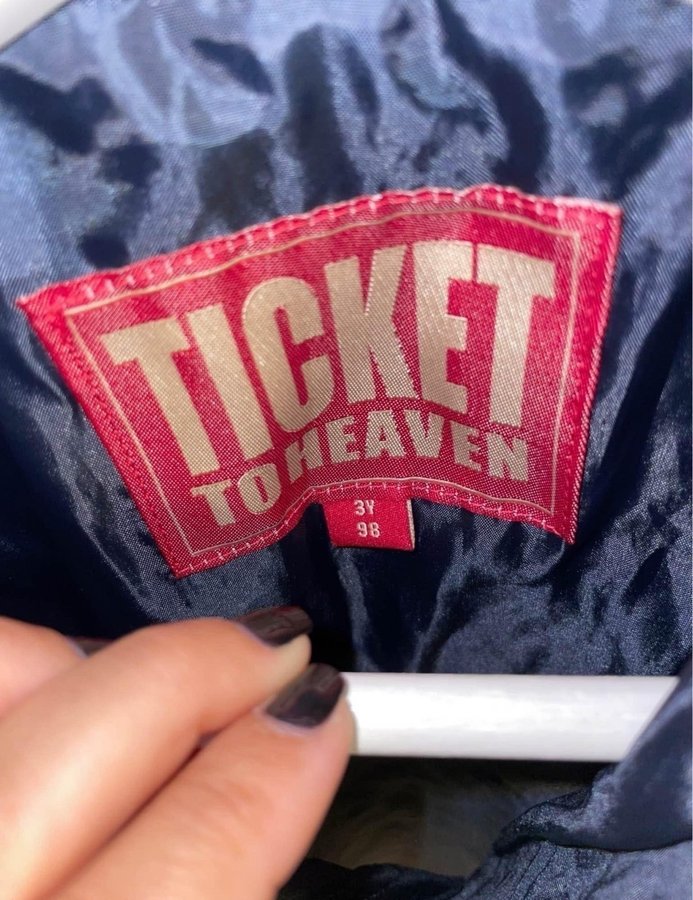 TICKET
TO HEAVEN
3Y
98